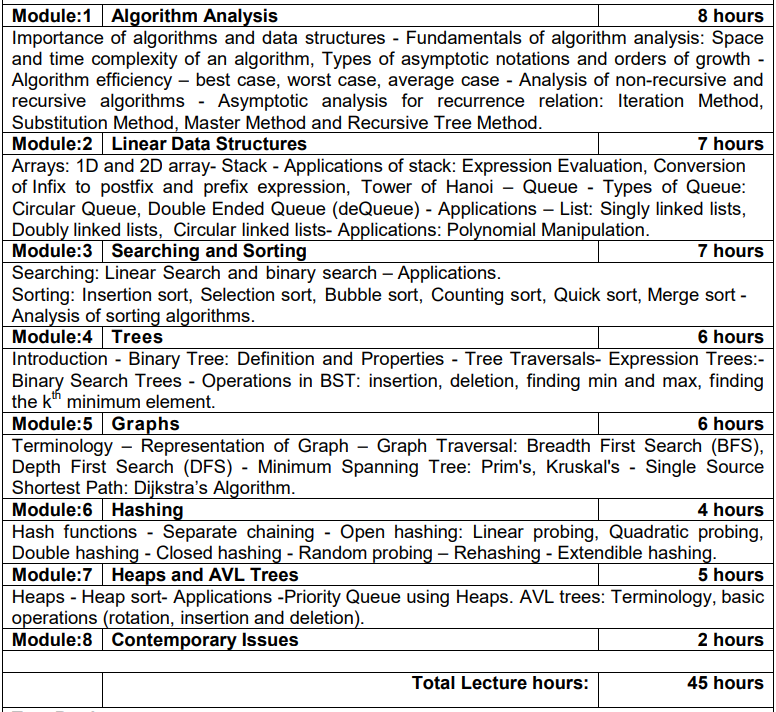 Module:1 Algorithm Analysis 8 hours
Importance of algorithms and data structures - Fundamentals of algorithm analysis: Space
and time complexity of an algorithm, Types of asymptotic notations and orders of growth -
Algorithm efficiency – best case, worst case, average case - Analysis of non-recursive and
recursive algorithms - Asymptotic analysis for recurrence relation: Iteration Method,
Substitution Method, Master Method and Recursive Tree Method.
Module:2 Linear Data Structures 7 hours
Arrays: 1D and 2D array- Stack - Applications of stack: Expression Evaluation, Conversion
of Infix to postfix and prefix expression, Tower of Hanoi – Queue - Types of Queue:
Circular Queue, Double Ended Queue (deQueue) - Applications – List: Singly linked lists,
Doubly linked lists, Circular linked lists- Applications: Polynomial Manipulation.
Module:3 Searching and Sorting 7 hours
Searching: Linear Search and binary search – Applications.
Sorting: Insertion sort, Selection sort, Bubble sort, Counting sort, Quick sort, Merge sort -
Analysis of sorting algorithms.
Module:4 Trees 6 hours
Introduction - Binary Tree: Definition and Properties - Tree Traversals- Expression Trees:-
Binary Search Trees - Operations in BST: insertion, deletion, finding min and max, finding
the kth minimum element.
Module:5 Graphs 6 hours
Terminology – Representation of Graph – Graph Traversal: Breadth First Search (BFS),
Depth First Search (DFS) - Minimum Spanning Tree: Prim's, Kruskal's - Single Source
Shortest Path: Dijkstra’s Algorithm.
Module:6 Hashing 4 hours
Hash functions - Separate chaining - Open hashing: Linear probing, Quadratic probing,
Double hashing - Closed hashing - Random probing – Rehashing - Extendible hashing.
Module:7 Heaps and AVL Trees 5 hours
Heaps - Heap sort- Applications -Priority Queue using Heaps. AVL trees: Terminology, basic
operations (rotation, insertion and deletion).
Module:8 Contemporary Issues 2 hours
Total Lecture hours: 45 hours